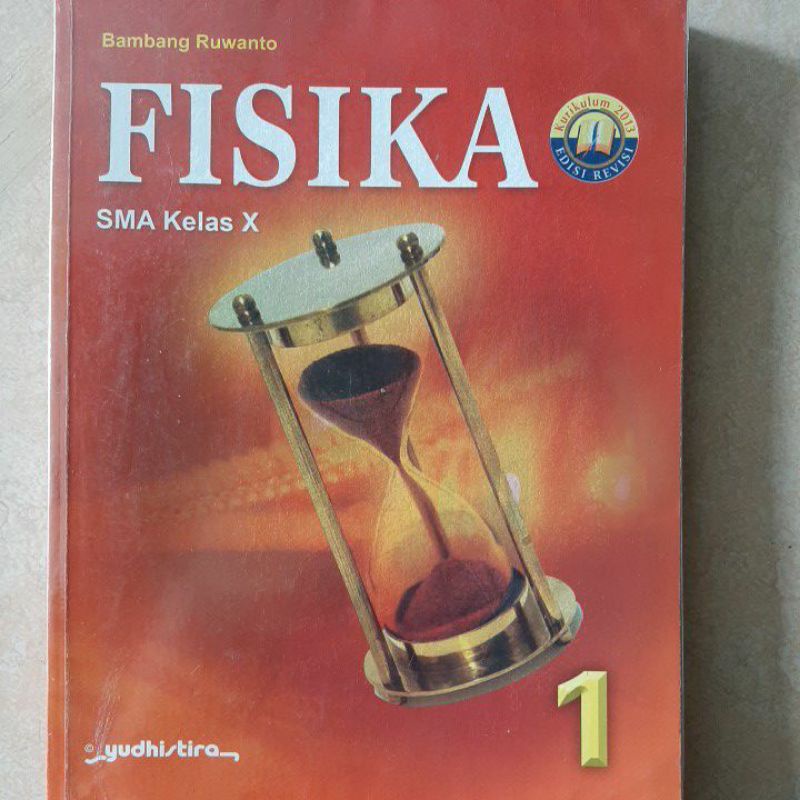 Bambang Ruwanto
FISIKA
Kurikulum 2013
EDISI REVISI
SMA Kelas X
1
© yudhistira